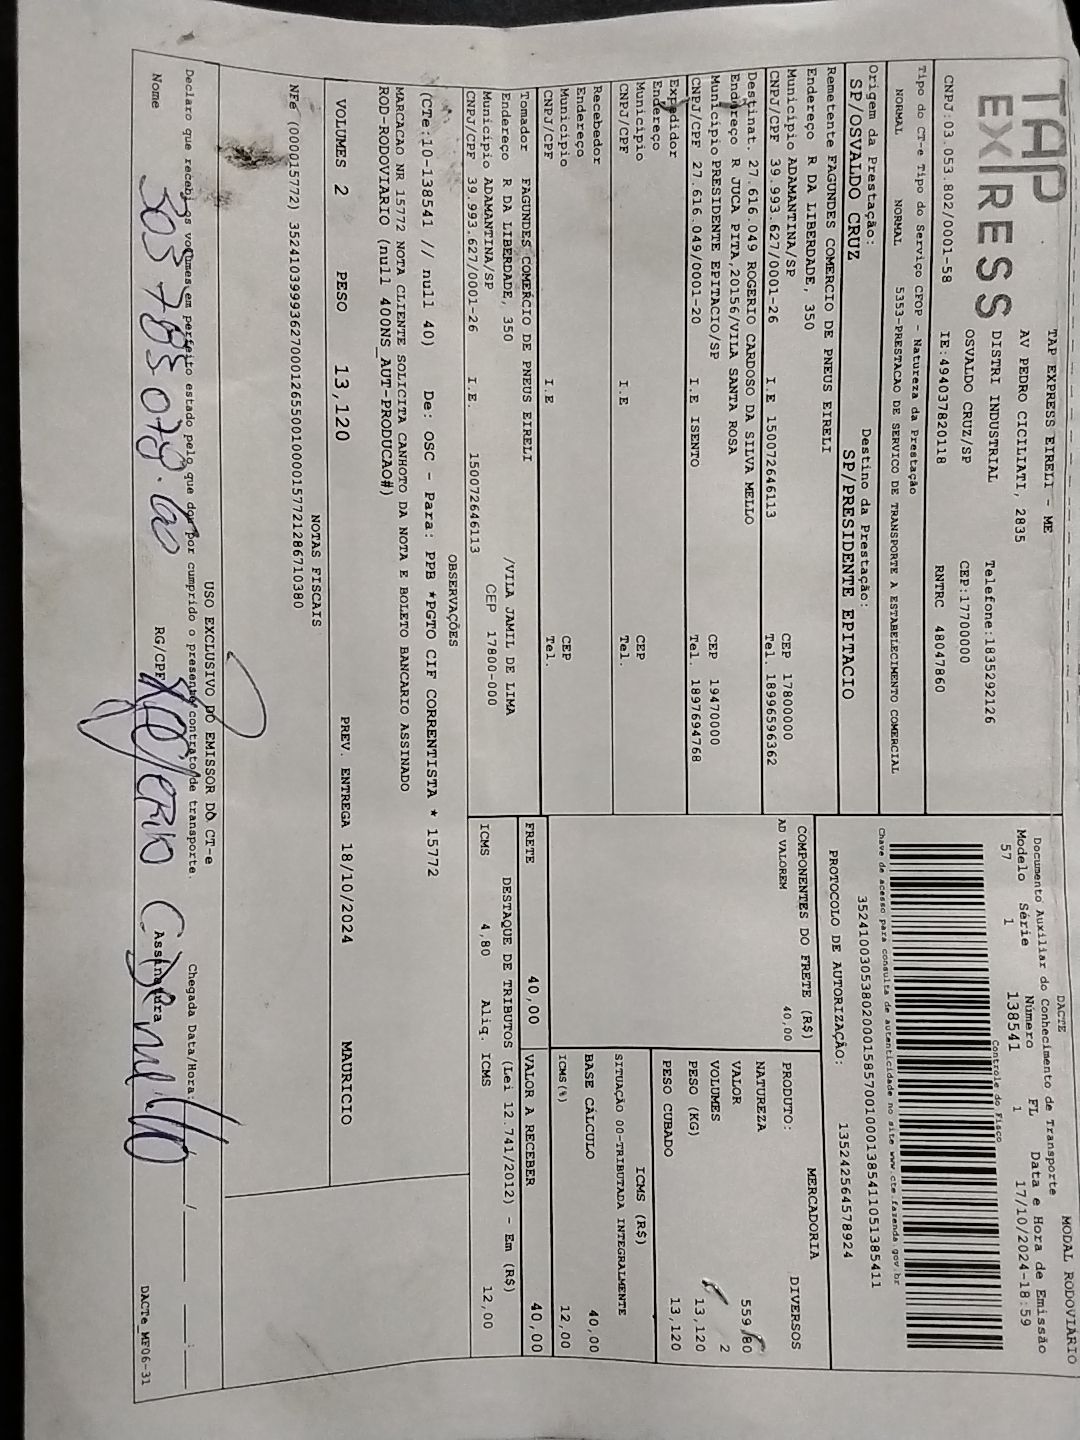 TAP EXPRESS
TAP EXPRESS EIRELI - ME
AV PEDRO CICILIATI, 2835
DISTRI INDUSTRIAL Telefone:1835292126
OSVALDO CRUZ/SP CEP:17700000
CNPJ:03.053.802/0001-58 IE:494037820118 RNTRC 48047860
DACTE MODAL RODOVIÁRIO
Documento Auxiliar do Conhecimento de Transporte
Modelo Série Número FL Data e Hora de Emissão
57 1 138541 1 17/10/2024-18:59
Controle do Fisco
Chave de acesso para consulta de autenticidade no site www.cte.fazenda.gov.br
PROTOCOLO DE AUTORIZAÇÃO: 135242564578924
Tipo do CT-e Tipo do Serviço CFOP - Natureza da Prestação
NORMAL NORMAL 5353-PRESTACAO DE SERVICO DE TRANSPORTE A ESTABELECIMENTO COMERCIAL
Origem da Prestação: Destino da Prestação:
SP/OSVALDO CRUZ SP/PRESIDENTE EPITACIO
Remetente FAGUNDES COMERCIO DE PNEUS EIRELI
Endereço R DA LIBERDADE, 350
Municipio ADAMANTINA/SP CEP 17800000
CNPJ/CPF 39.993.627/0001-26 I.E 150072646113 Tel. 18996596362
Destinat. 27.616.049 ROGERIO CARDOSO DA SILVA MELLO
Endereço R JUCA PITA,20156/VILA SANTA ROSA
Municipio PRESIDENTE EPITACIO/SP CEP 19470000
CNPJ/CPF 27.616.049/0001-20 I.E ISENTO Tel. 1897694768
Expedidor
Endereço
Municipio CEP
CNPJ/CPF I.E Tel.
Recebedor
Endereço
Municipio CEP
CNPJ/CPF I.E Tel.
Tomador FAGUNDES COMERCIO DE PNEUS EIRELI
Endereço R DA LIBERDADE, 350 /VILA JAMIL DE LIMA
Municipio ADAMANTINA/SP CEP 17800-000
CNPJ/CPF 39.993.627/0001-26 I.E. 150072646113
COMPONENTES DO FRETE (R$)
AD VALOREM 40,00
MERCADORIA
PRODUTO: DIVERSOS
NATUREZA
VALOR 559,80
VOLUMES 2
PESO (KG) 13,120
PESO CUBADO 13,120
ICMS (R$)
SITUAÇÃO 00-TRIBUTADA INTEGRALMENTE
BASE CÁLCULO 40,00
ICMS(%) 12,00
FRETE 40,00 VALOR A RECEBER 40,00
DESTAQUE DE TRIBUTOS (Lei 12.741/2012) - Em (R$)
ICMS 4,80 Aliq. ICMS 12,00
OBSERVAÇÕES
(CTe:10-138541 // null 40) De: OSC - Para: PPB *PGTO CIF CORRENTISTA * 15772
MARCACAO NR 15772 NOTA CLIENTE SOLICITA CANHOTO DA NOTA E BOLETO BANCARIO ASSINADO
ROD-RODOVIARIO (null 400NS_AUT-PRODUCAO#)
VOLUMES 2 PESO 13,120 PREV. ENTREGA 18/10/2024 MAURICIO
NOTAS FISCAIS
USO EXCLUSIVO DO EMISSOR DO CT-e
Declaro que recebi os volumes em perfeito estado pelo que dou por cumprido o presente contrato de transporte. Chegada Data/Hora: __/__ __:__
Nome RG/CPF Assinatura
DACTe_MF06-31